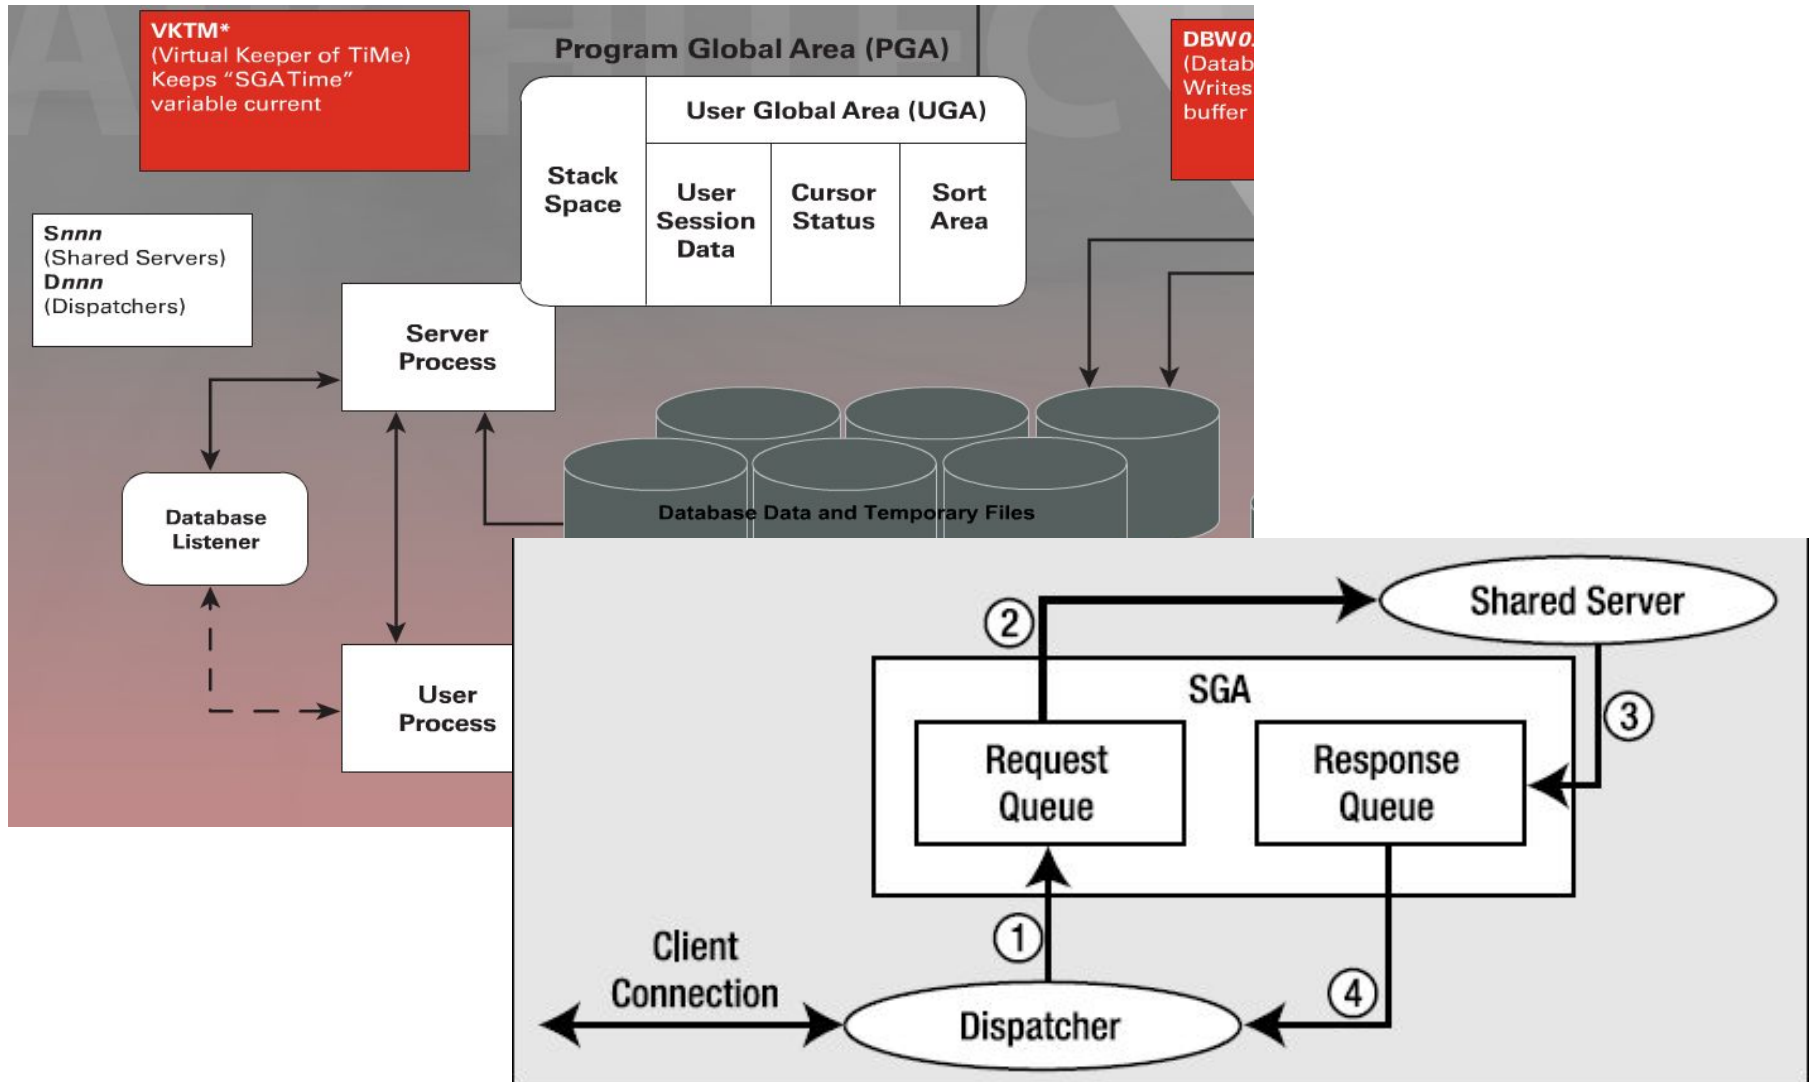 VKTM*
(Virtual Keeper of TiMe)
Keeps “SGA Time”
variable current
Program Global Area (PGA)
User Global Area (UGA)
Stack
Space
User
Session
Data
Cursor
Status
Sort
Area
DBW0
(Datab
Writes
buffer
Snnn
(Shared Servers)
Dnnn
(Dispatchers)
Server
Process
Database
Listener
User
Process
Database Data and Temporary Files
Shared Server
2
SGA
3
Request
Queue
Response
Queue
1
4
Client
Connection
Dispatcher